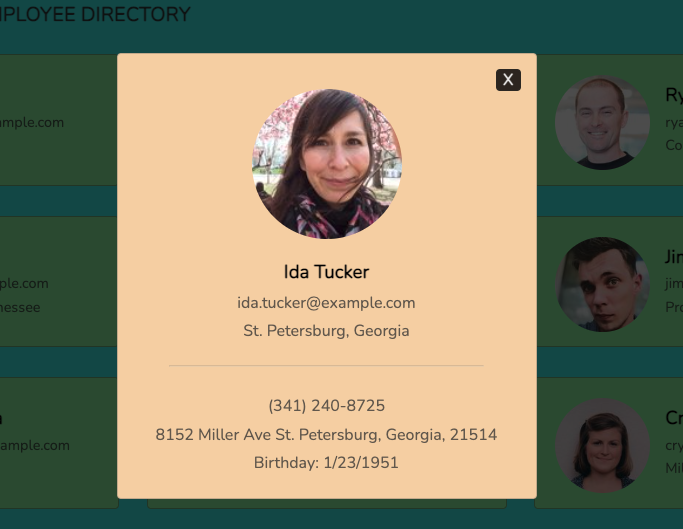 PLOYEE DIRECTORY
X
ample.com
Ry
rya
Co
Ida Tucker
ida.tucker@example.com
St. Petersburg, Georgia
ple.com
nessee
Jin
jim
Pro
(341) 240-8725
8152 Miller Ave St. Petersburg, Georgia, 21514
Birthday: 1/23/1951
ample.com
Cr
cry
Mil